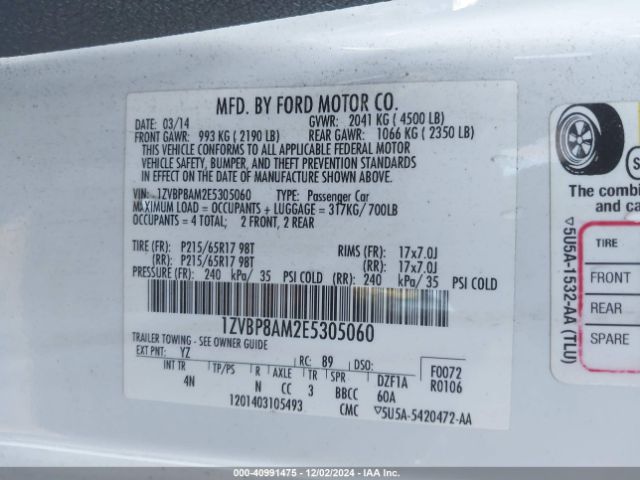 MFD. BY FORD MOTOR CO.
DATE: 03/14 GVWR: 2041 KG ( 4500 LB)
FRONT GAWR: 993 KG ( 2190 LB) REAR GAWR: 1066 KG ( 2350 LB)
THIS VEHICLE CONFORMS TO ALL APPLICABLE FEDERAL MOTOR
VEHICLE SAFETY, BUMPER, AND THEFT PREVENTION STANDARDS
IN EFFECT ON THE DATE OF MANUFACTURE SHOWN ABOVE.
VIN: 1ZVBP8AM2E5305060 TYPE: Passenger Car
MAXIMUM LOAD = OCCUPANTS + LUGGAGE = 317KG/ 700LB
OCCUPANTS = 4 TOTAL; 2 FRONT, 2 REAR
TIRE (FR): P215/65R17 98T RIMS (FR): 17x7.0J
(RR): P215/65R17 98T (RR): 17x7.0J
PRESSURE (FR): 240 kPa/ 35 PSI COLD (RR): 240 kPa/ 35 PSI COLD
1ZVBP8AM2E5305060
TRAILER TOWING - SEE OWNER GUIDE
EXT PNT: YZ RC: 89 DSO: F0072
INT TR TP/PS R AXLE TR SPR DZF1A R0106
4N N CC 3 BBCC 60A
1201403105493 CMC ▽5U5A-5420472-AA
The combi
and ca
TIRE
FRONT
REAR
SPARE
▽5U5A-1532-AA (TLU)
000-40991475 - 12/02/2024 - IAA Inc.